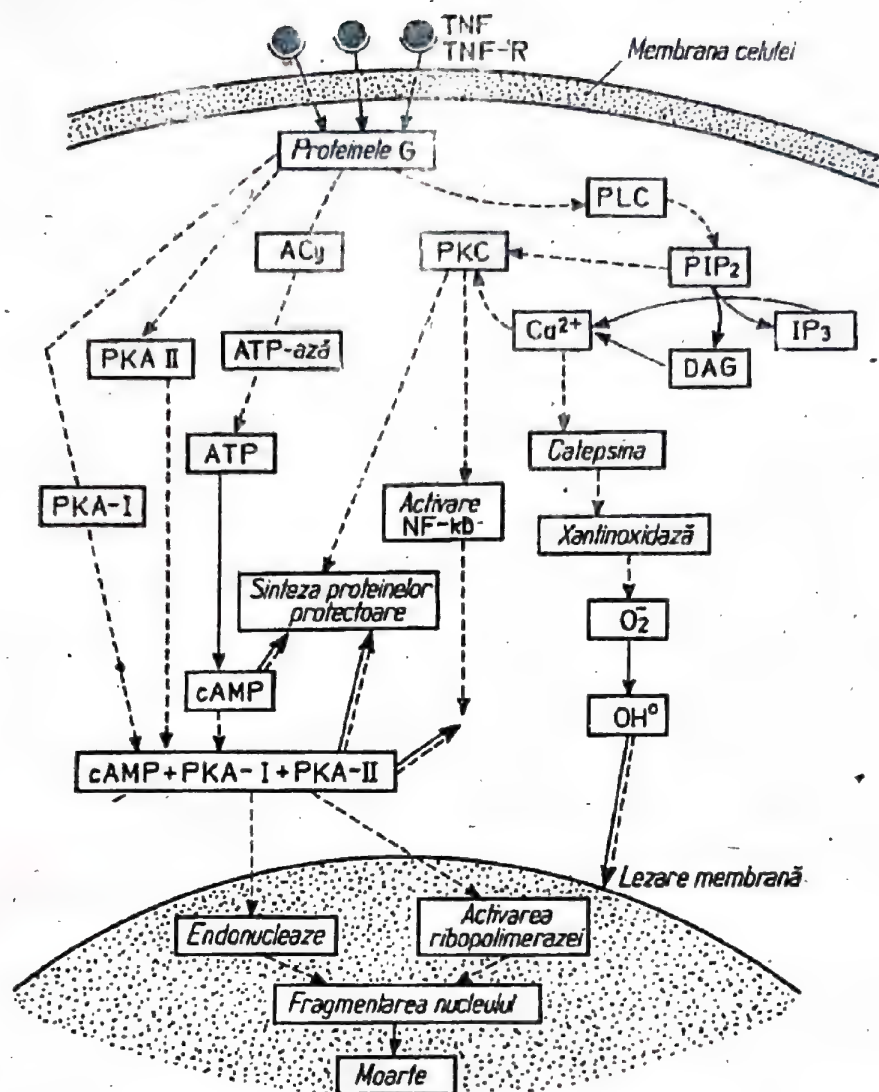 TNF
TNF-R
Membrana celulei
Proteinele G
PLC
ACy
PKC
PIP₂
Ca²⁺
IP₃
PKA II
ATP-ază
DAG
ATP
Catepsina
PKA-I
Activare
NF-kB
Xantinoxidază
Sinteza proteinelor
protectoare
O₂⁻
cAMP
OH°
cAMP+PKA-I+PKA-II
Lezare membrană
Endonucleaze
Activarea
ribopolimerazei
Fragmentarea nucleului
Moarte